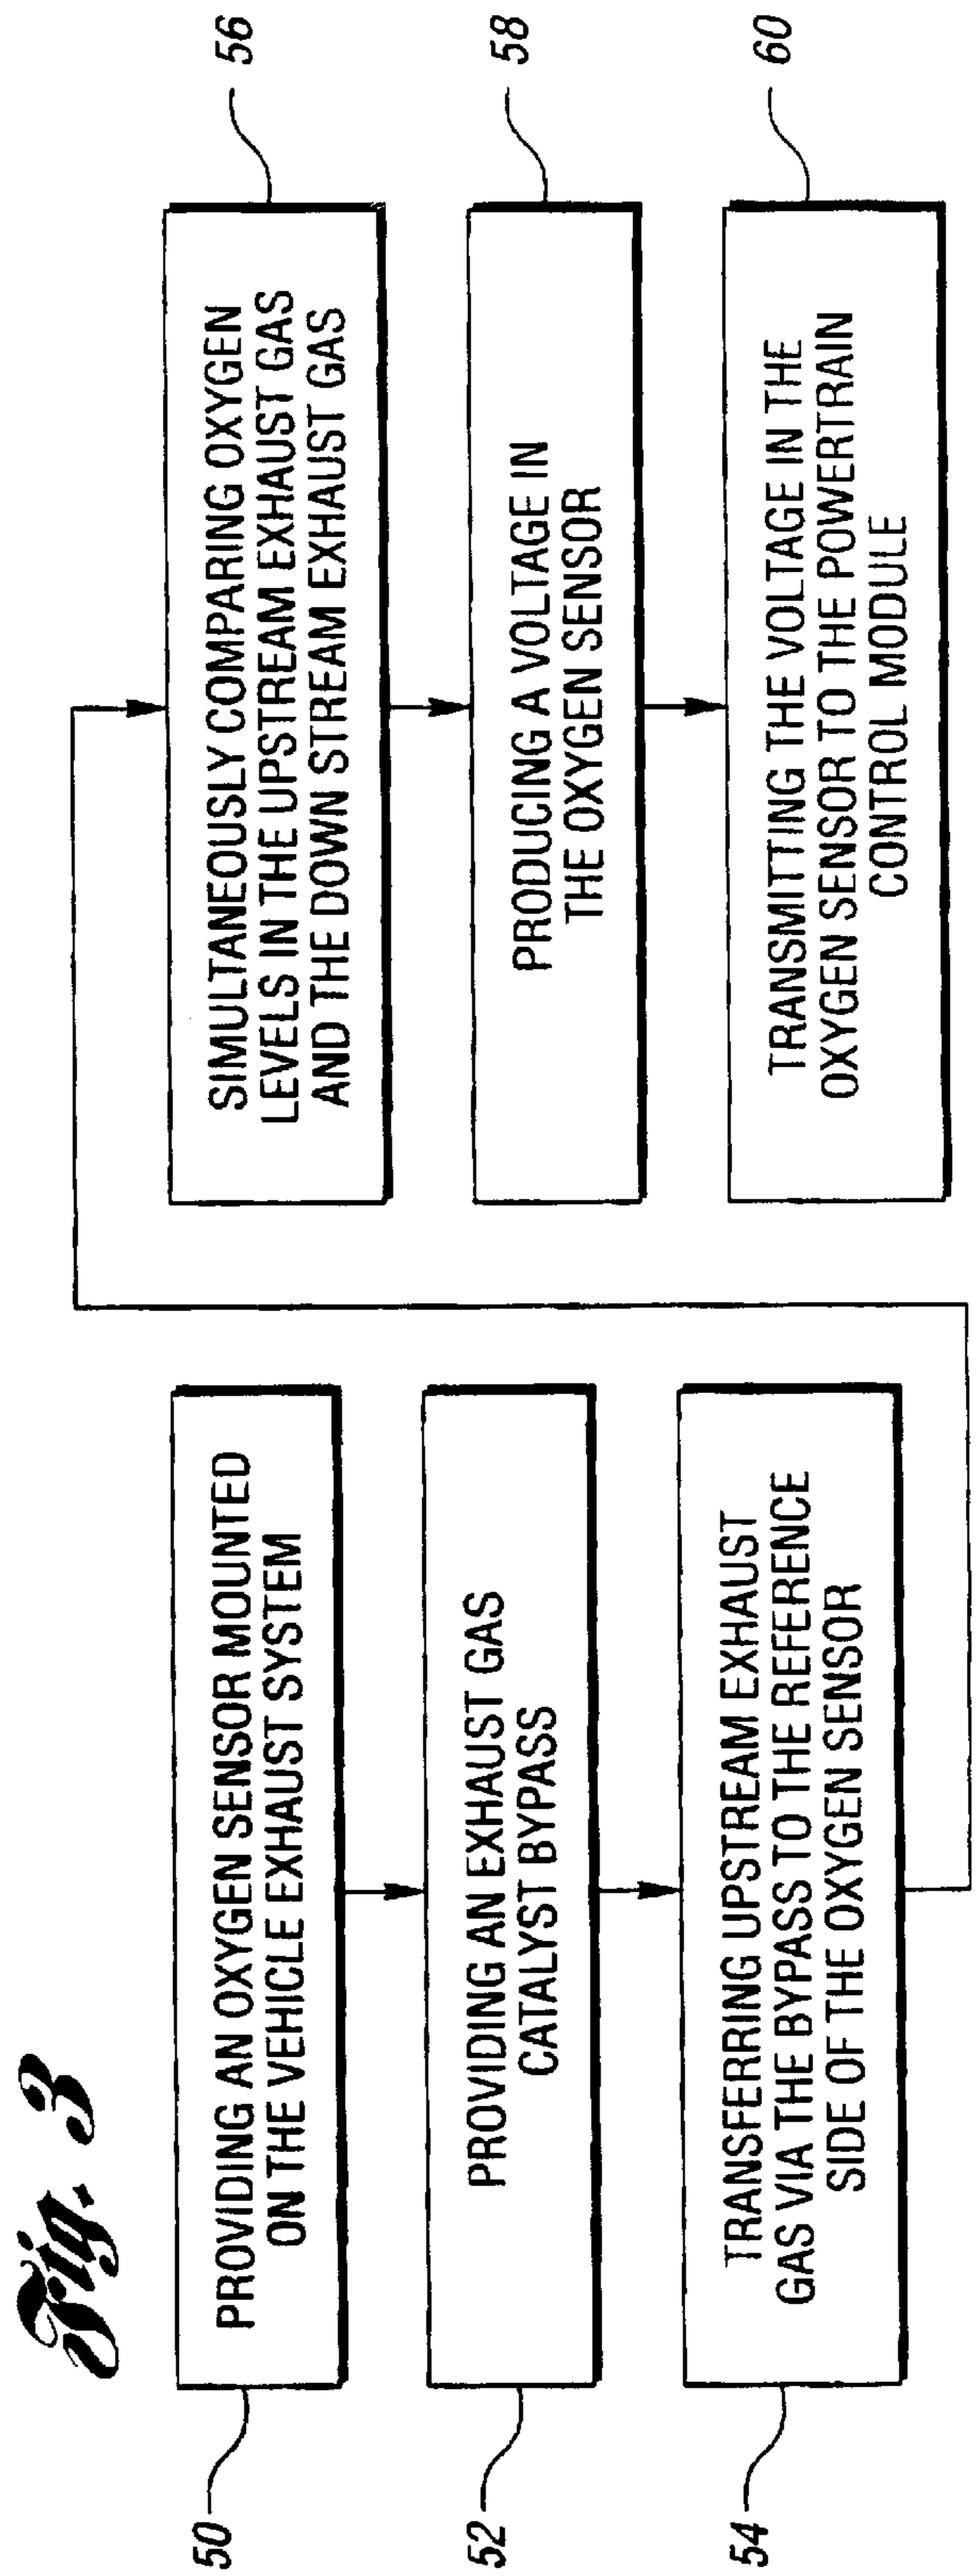 Fig. 3
50
PROVIDING AN OXYGEN SENSOR MOUNTED
ON THE VEHICLE EXHAUST SYSTEM
52
PROVIDING AN EXHAUST GAS
CATALYST BYPASS
54
TRANSFERRING UPSTREAM EXHAUST
GAS VIA THE BYPASS TO THE REFERENCE
SIDE OF THE OXYGEN SENSOR
56
SIMULTANEOUSLY COMPARING OXYGEN
LEVELS IN THE UPSTREAM EXHAUST GAS
AND THE DOWN STREAM EXHAUST GAS
58
PRODUCING A VOLTAGE IN
THE OXYGEN SENSOR
60
TRANSMITTING THE VOLTAGE IN THE
OXYGEN SENSOR TO THE POWERTRAIN
CONTROL MODULE